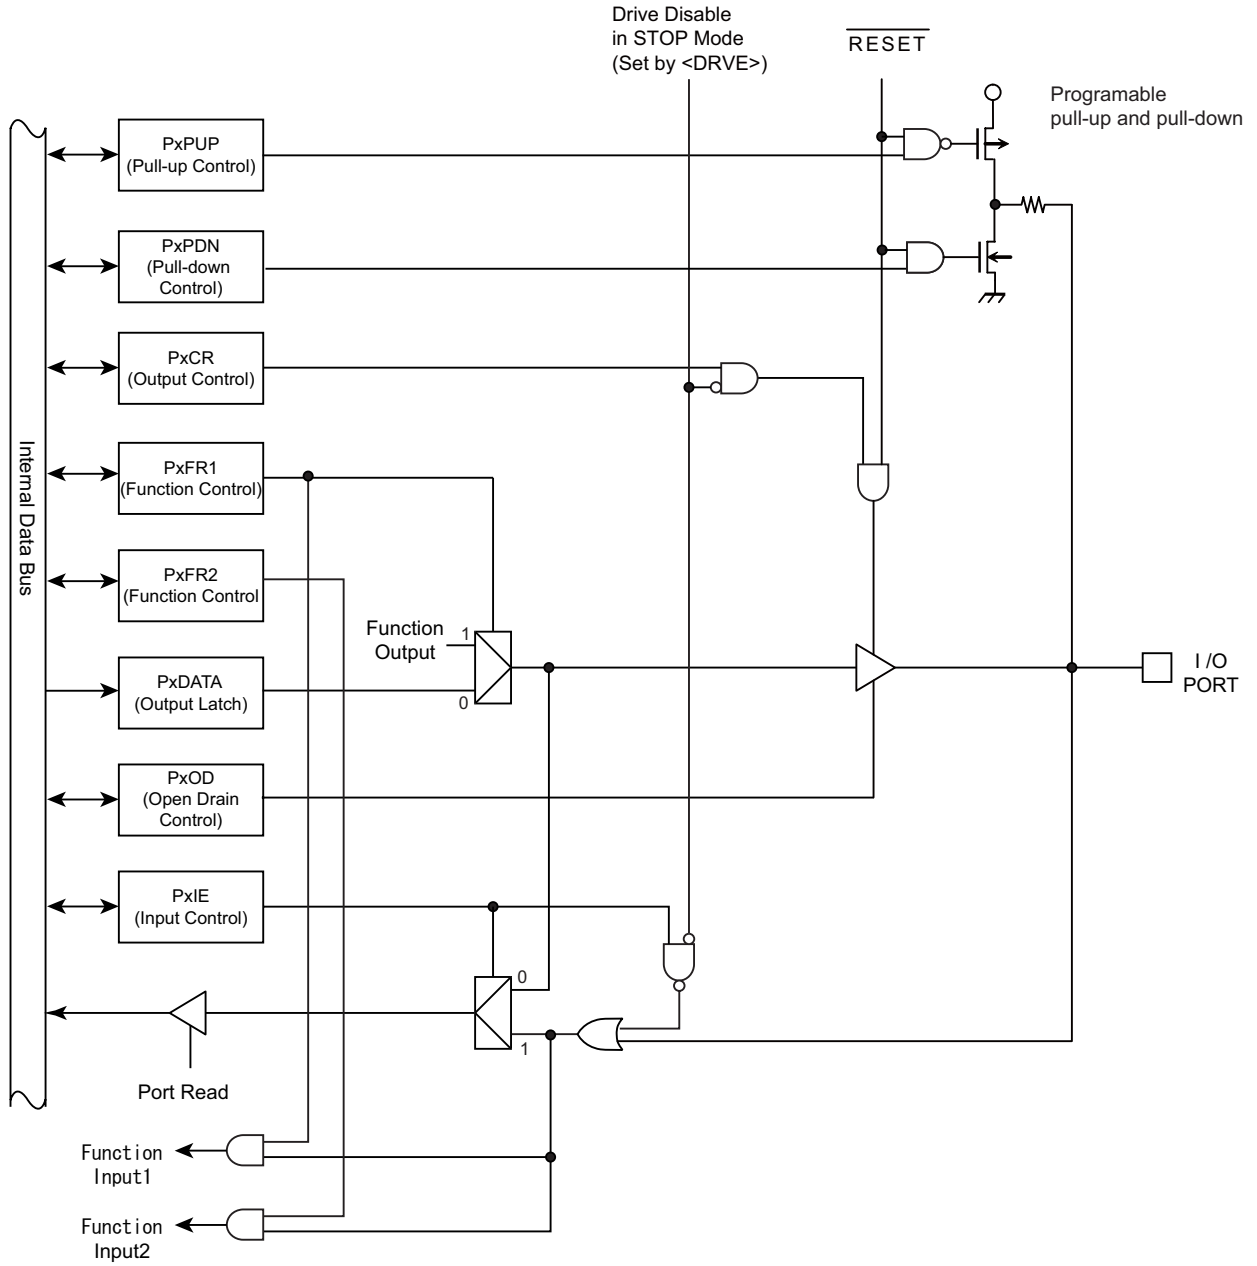 Drive Disable
in STOP Mode
(Set by <DRVE>)
RESET
Programable
pull-up and pull-down
PxPUP
(Pull-up Control)
PxPDN
(Pull-down
Control)
PxCR
(Output Control)
Internal Data Bus
PxFR1
(Function Control)
PxFR2
(Function Control
Function
Output
1
0
PxDATA
(Output Latch)
I /O
PORT
PxOD
(Open Drain
Control)
PxIE
(Input Control)
0
1
Port Read
Function
Input1
Function
Input2